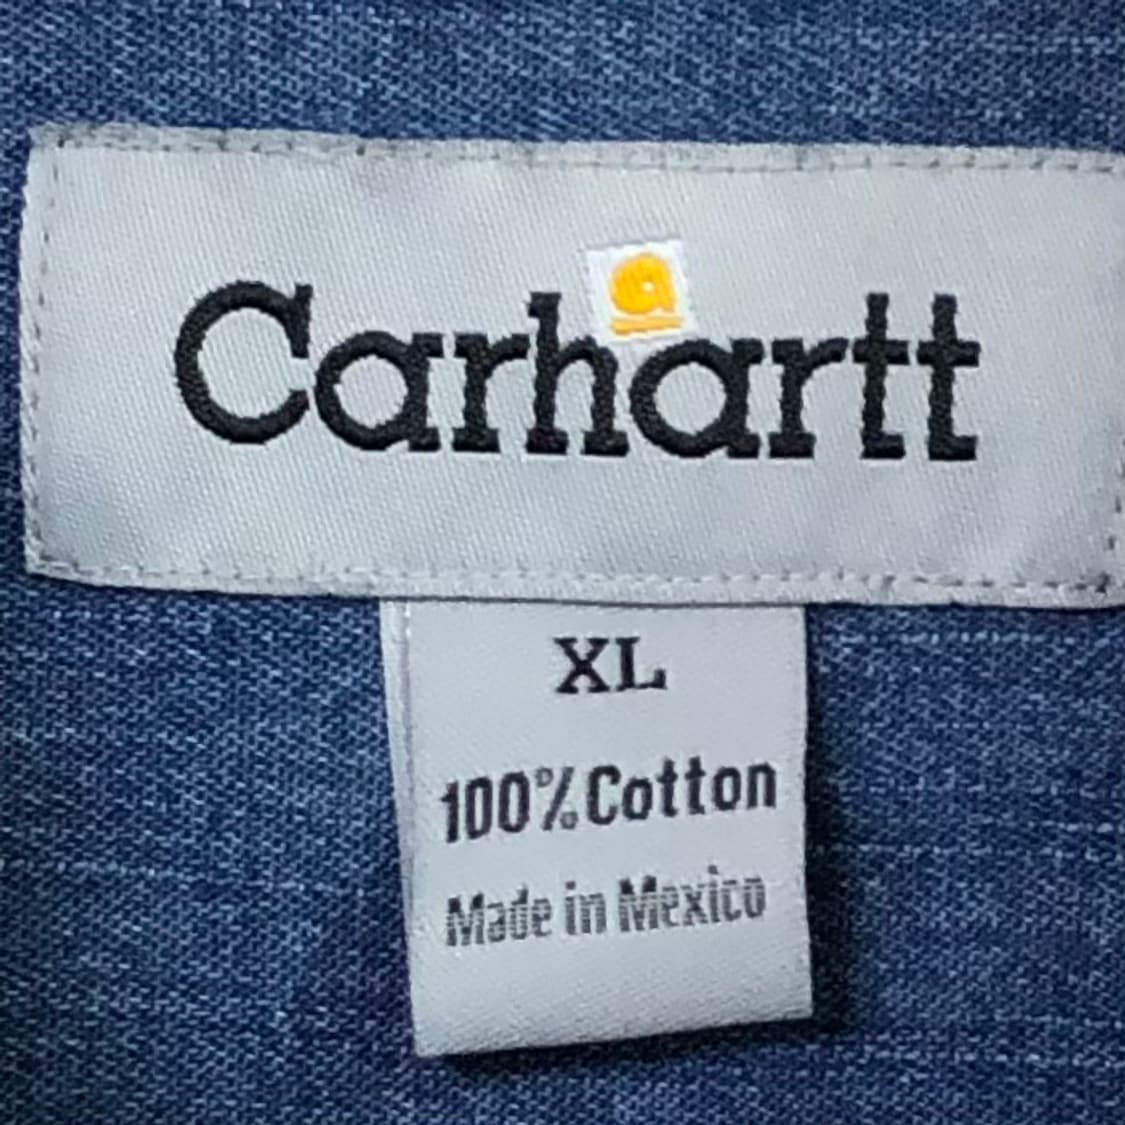 Carhartt
XL
100% Cotton
Made in Mexico